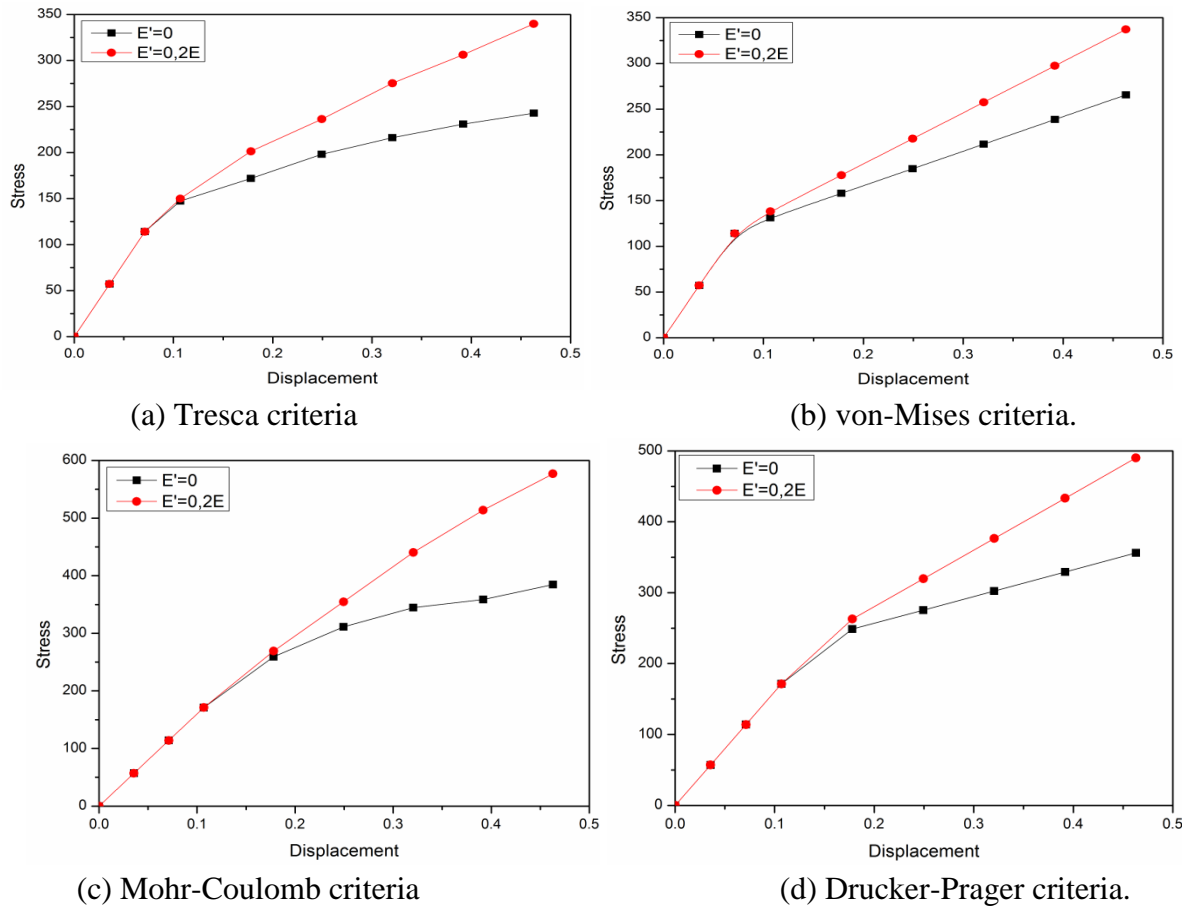 350
300
250
200
150
100
50
0
Stress
E'=0
E'=0,2E
0.0 0.1 0.2 0.3 0.4 0.5
Displacement
(a) Tresca criteria
350
300
250
200
150
100
50
0
Stress
E'=0
E'=0,2E
0.0 0.1 0.2 0.3 0.4 0.5
Displacement
(b) von-Mises criteria.
600
500
400
300
200
100
0
Stress
E'=0
E'=0,2E
0.0 0.1 0.2 0.3 0.4 0.5
Displacement
(c) Mohr-Coulomb criteria
500
400
300
200
100
0
Stress
E'=0
E'=0,2E
0.0 0.1 0.2 0.3 0.4 0.5
Displacement
(d) Drucker-Prager criteria.